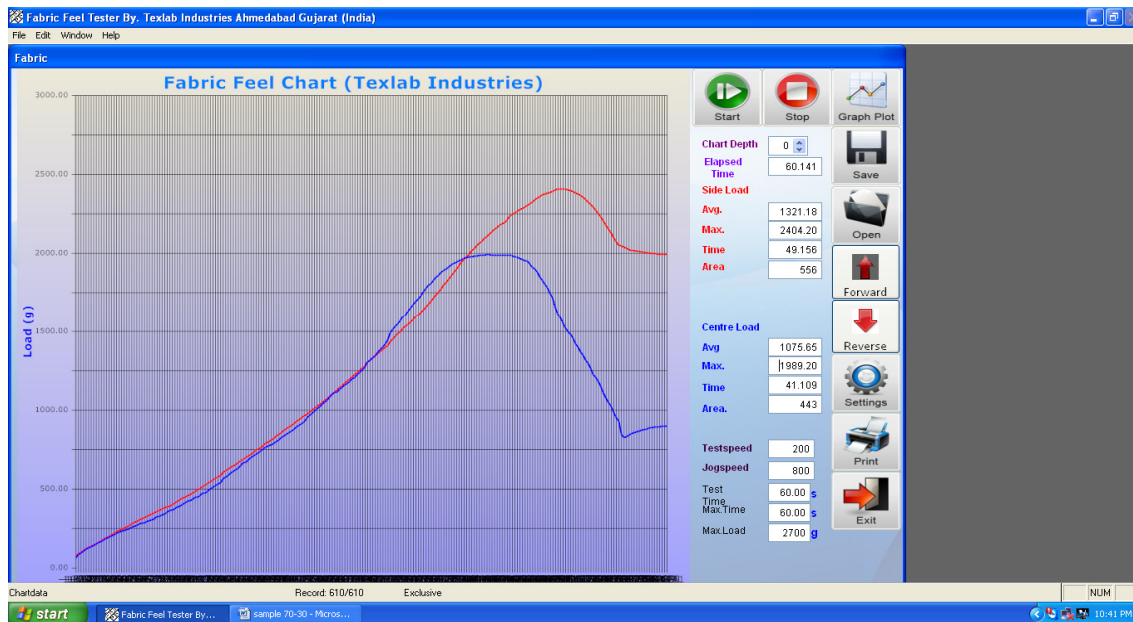 Fabric Feel Tester By. Texlab Industries Ahmedabad Gujarat (India)
File Edit Window Help
Fabric
Fabric Feel Chart (Texlab Industries)
3000.00
2500.00
2000.00
1500.00
1000.00
500.00
0.00
Load (g)
Start
Stop
Graph Plot
Chart Depth 0
Elapsed
Time 60.141
Side Load
Avg. 1321.18
Max. 2404.20
Time 49.156
Area 556
Centre Load
Avg 1075.65
Max. 1989.20
Time 41.109
Area. 443
Testspeed 200
Jogspeed 800
Test
Time 60.00 s
Max.Time 60.00 s
Max.Load 2700 g
Save
Open
Forward
Reverse
Settings
Print
Exit
Chartdata Record: 610/610 Exclusive NUM
start Fabric Feel Tester By... sample 70-30 - Micros... 10:41 PM